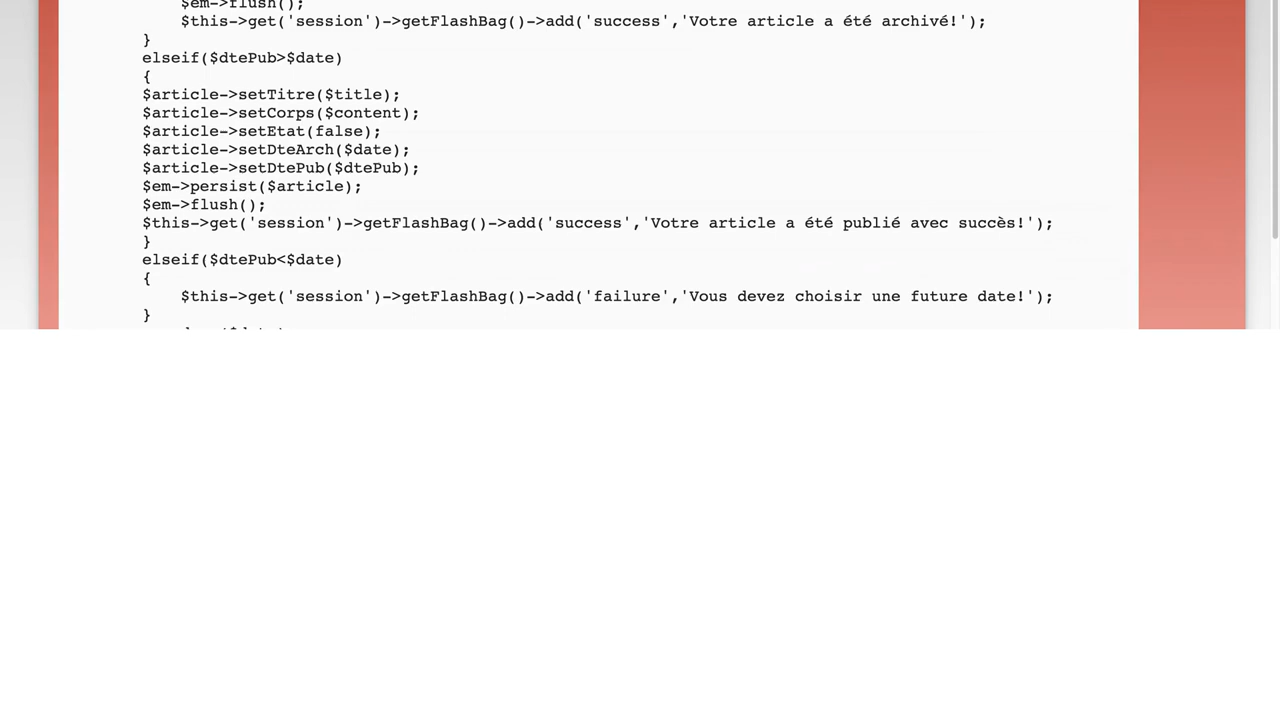 $em->flush();
$this->get('session')->getFlashBag()->add('success','Votre article a été archivé!');
}
elseif($dtePub>$date)
{
$article->setTitre($title);
$article->setCorps($content);
$article->setEtat(false);
$article->setDteArch($date);
$article->setDtePub($dtePub);
$em->persist($article);
$em->flush();
$this->get('session')->getFlashBag()->add('success','Votre article a été publié avec succès!');
}
elseif($dtePub<$date)
{
$this->get('session')->getFlashBag()->add('failure','Vous devez choisir une future date!');
}